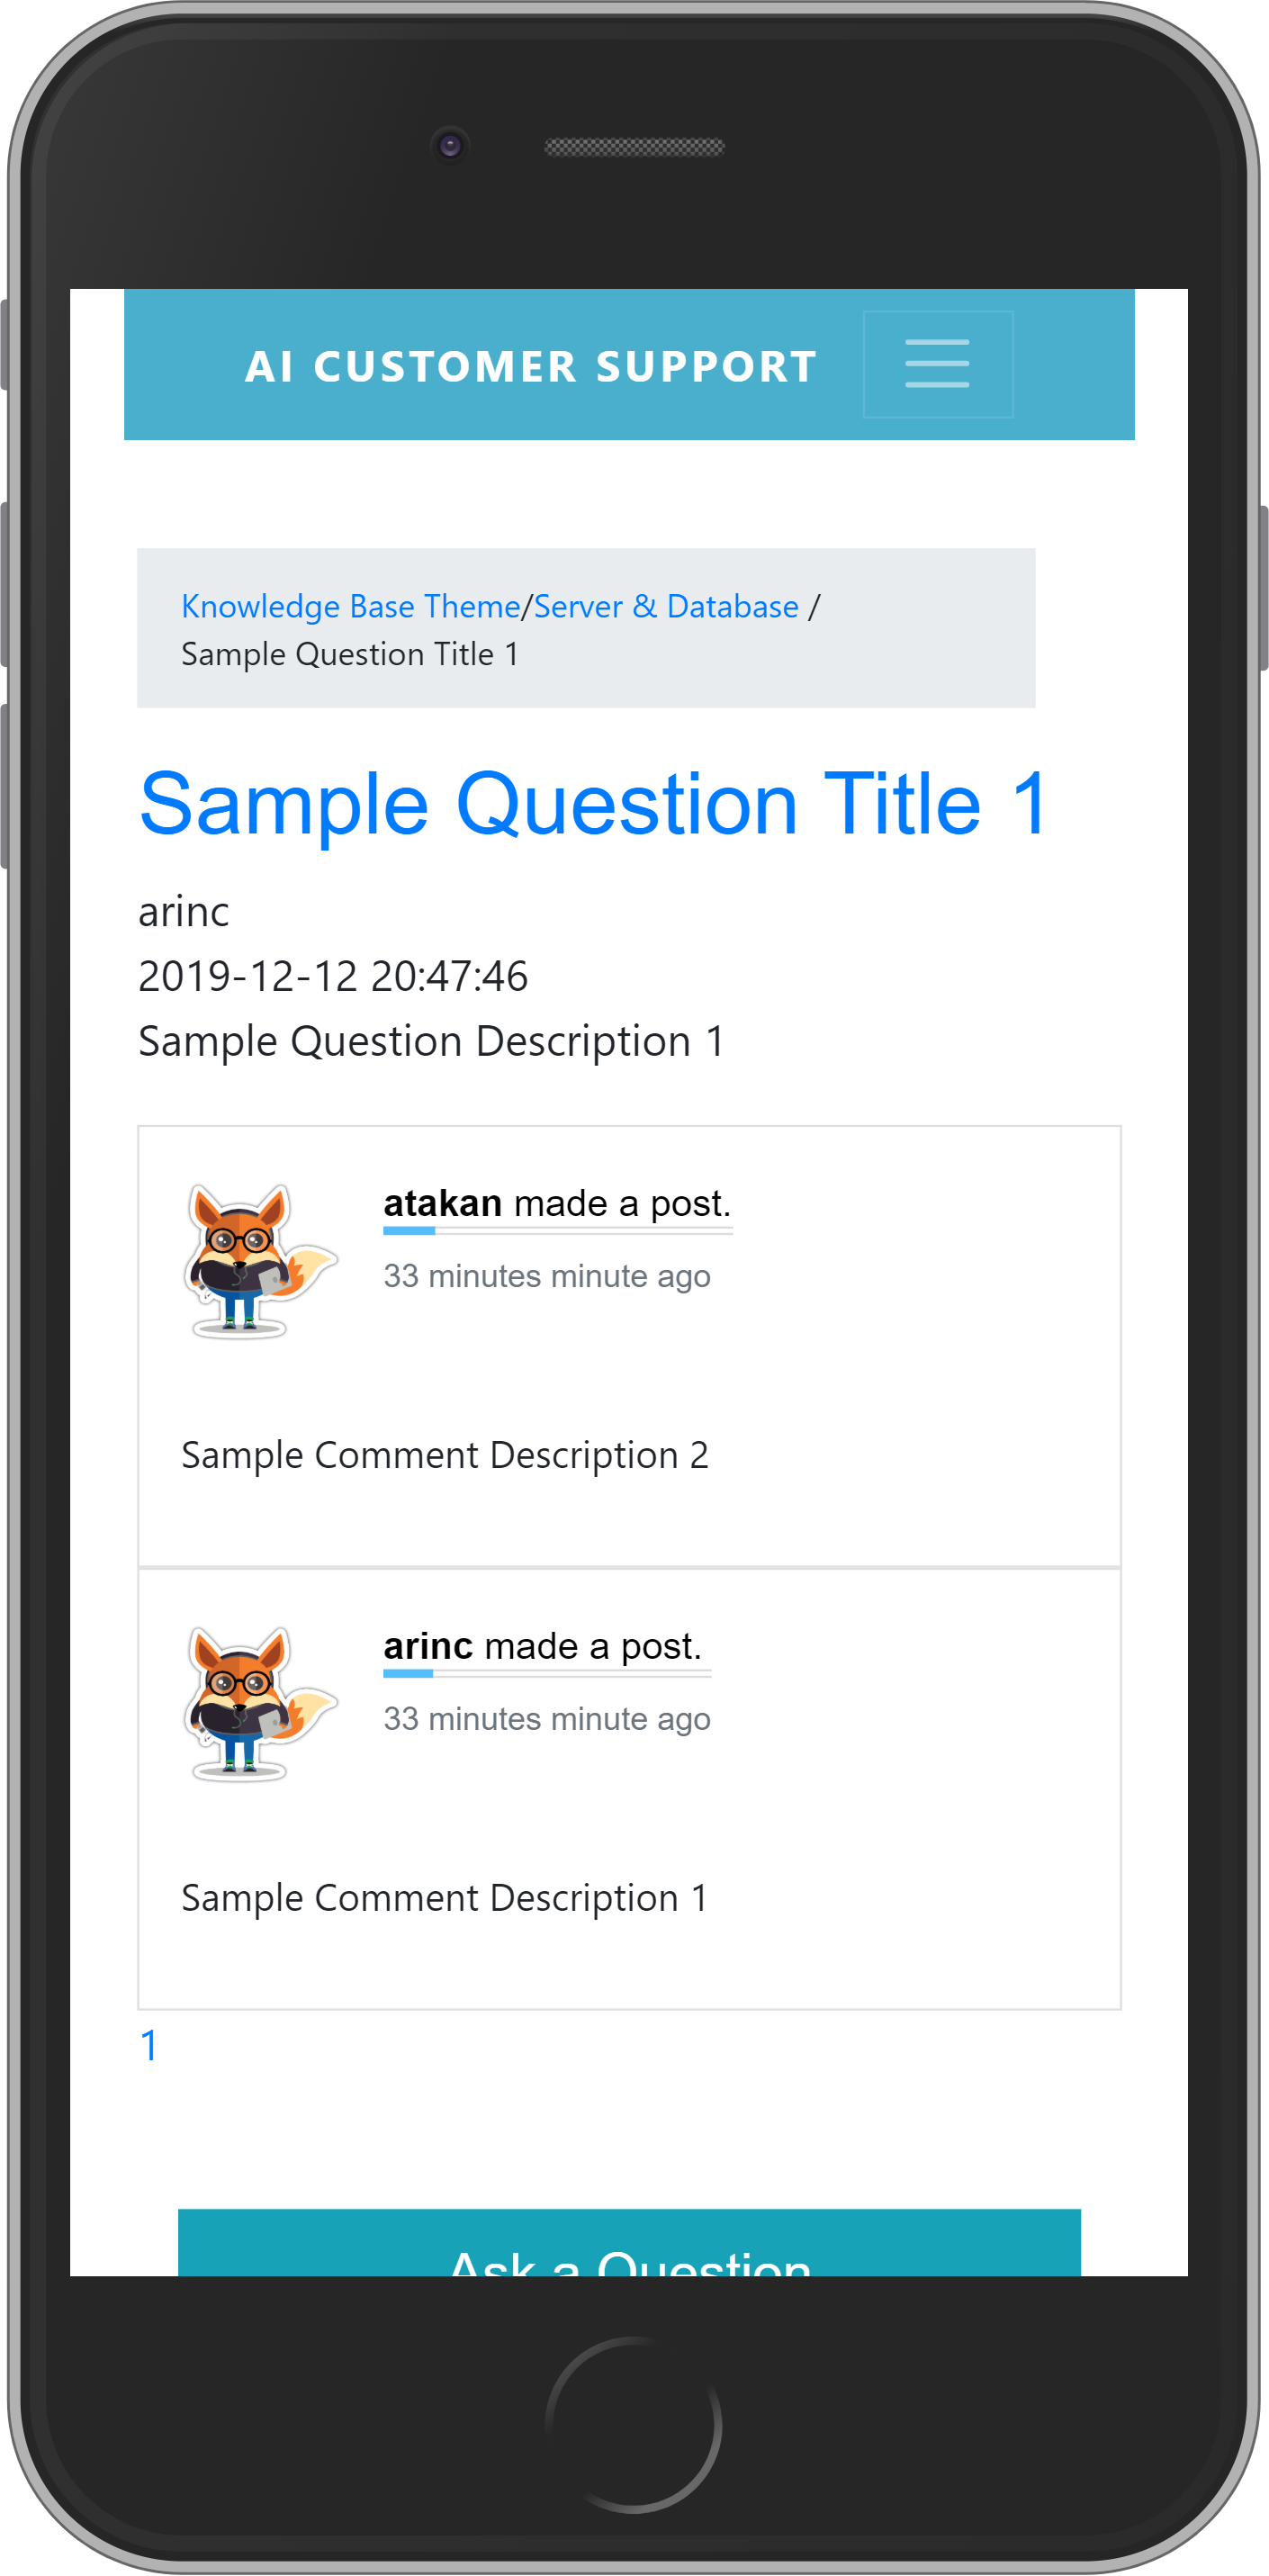 AI CUSTOMER SUPPORT
Knowledge Base Theme/Server & Database /
Sample Question Title 1
Sample Question Title 1
arinc
2019-12-12 20:47:46
Sample Question Description 1
atakan made a post.
33 minutes minute ago
Sample Comment Description 2
arinc made a post.
33 minutes minute ago
Sample Comment Description 1
1
Ask a Question